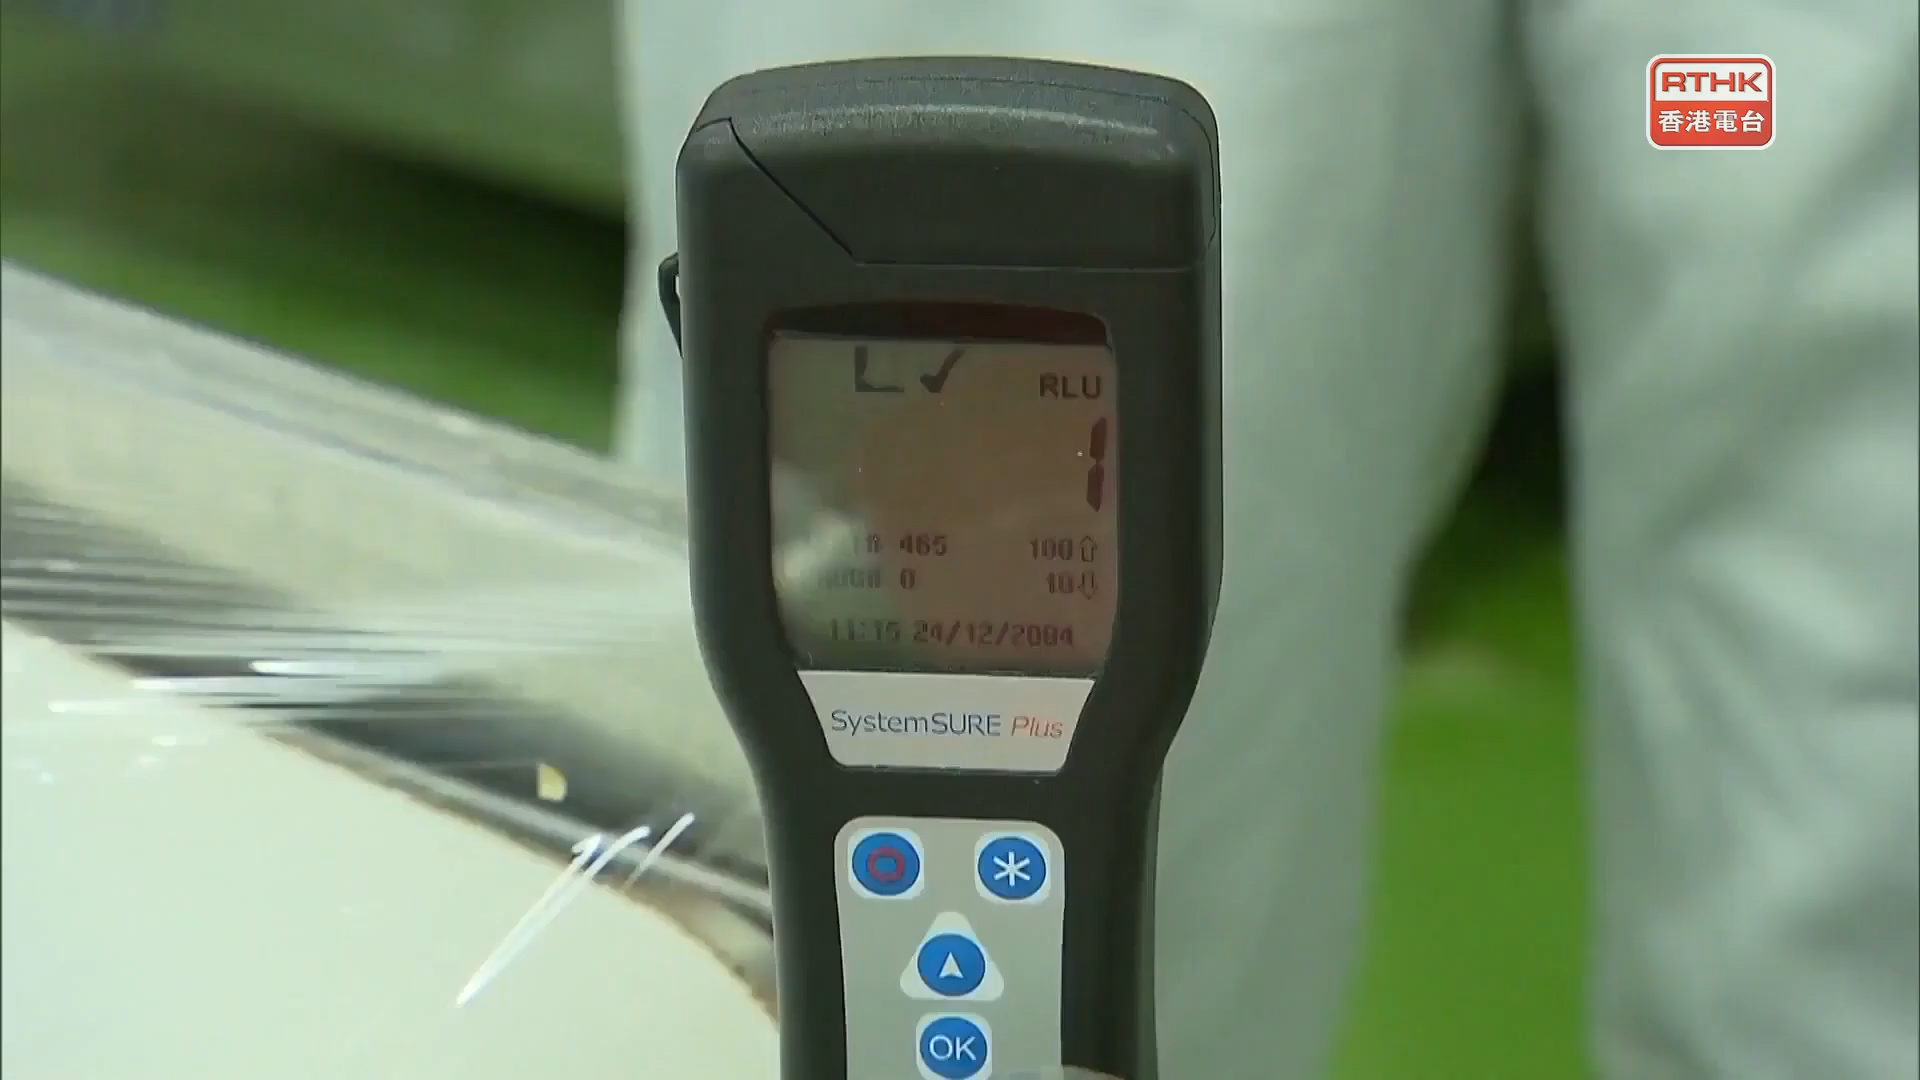 RTHK
香港電台
RLU
1
465 100
0 10
11:15 24/12/2004
SystemSURE Plus
OK